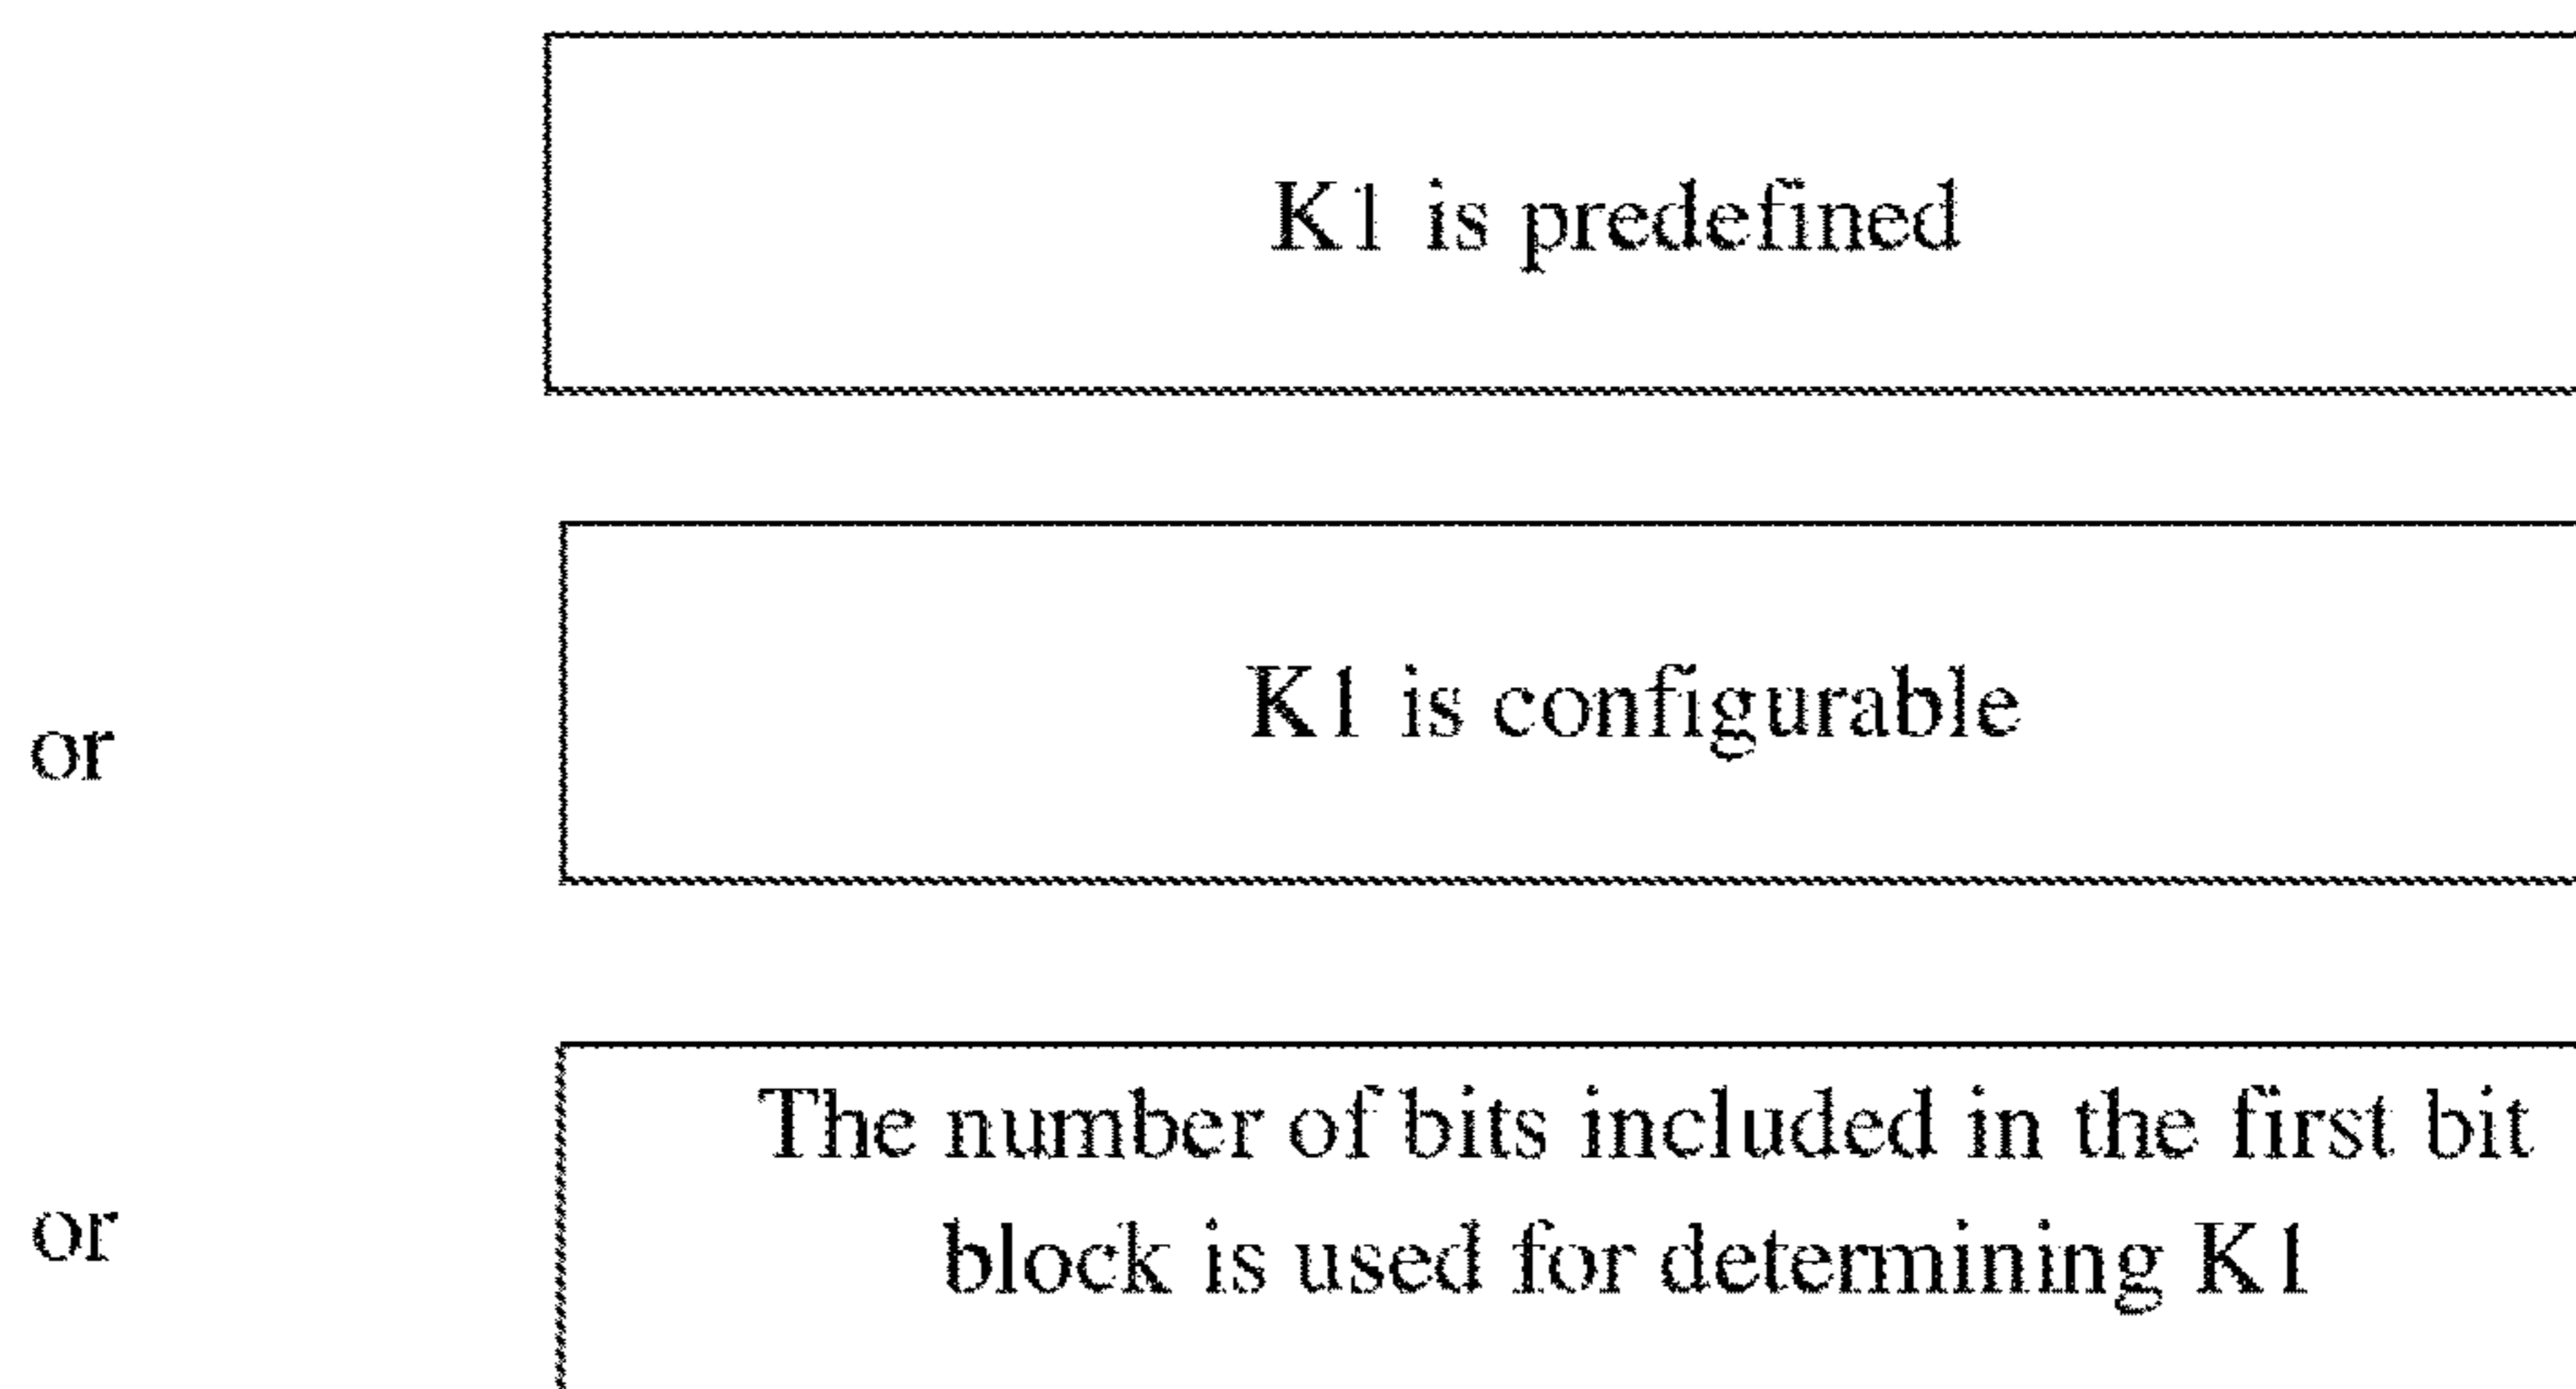 K1 is predefined
or
K1 is configurable
or
The number of bits included in the first bit
block is used for determining K1